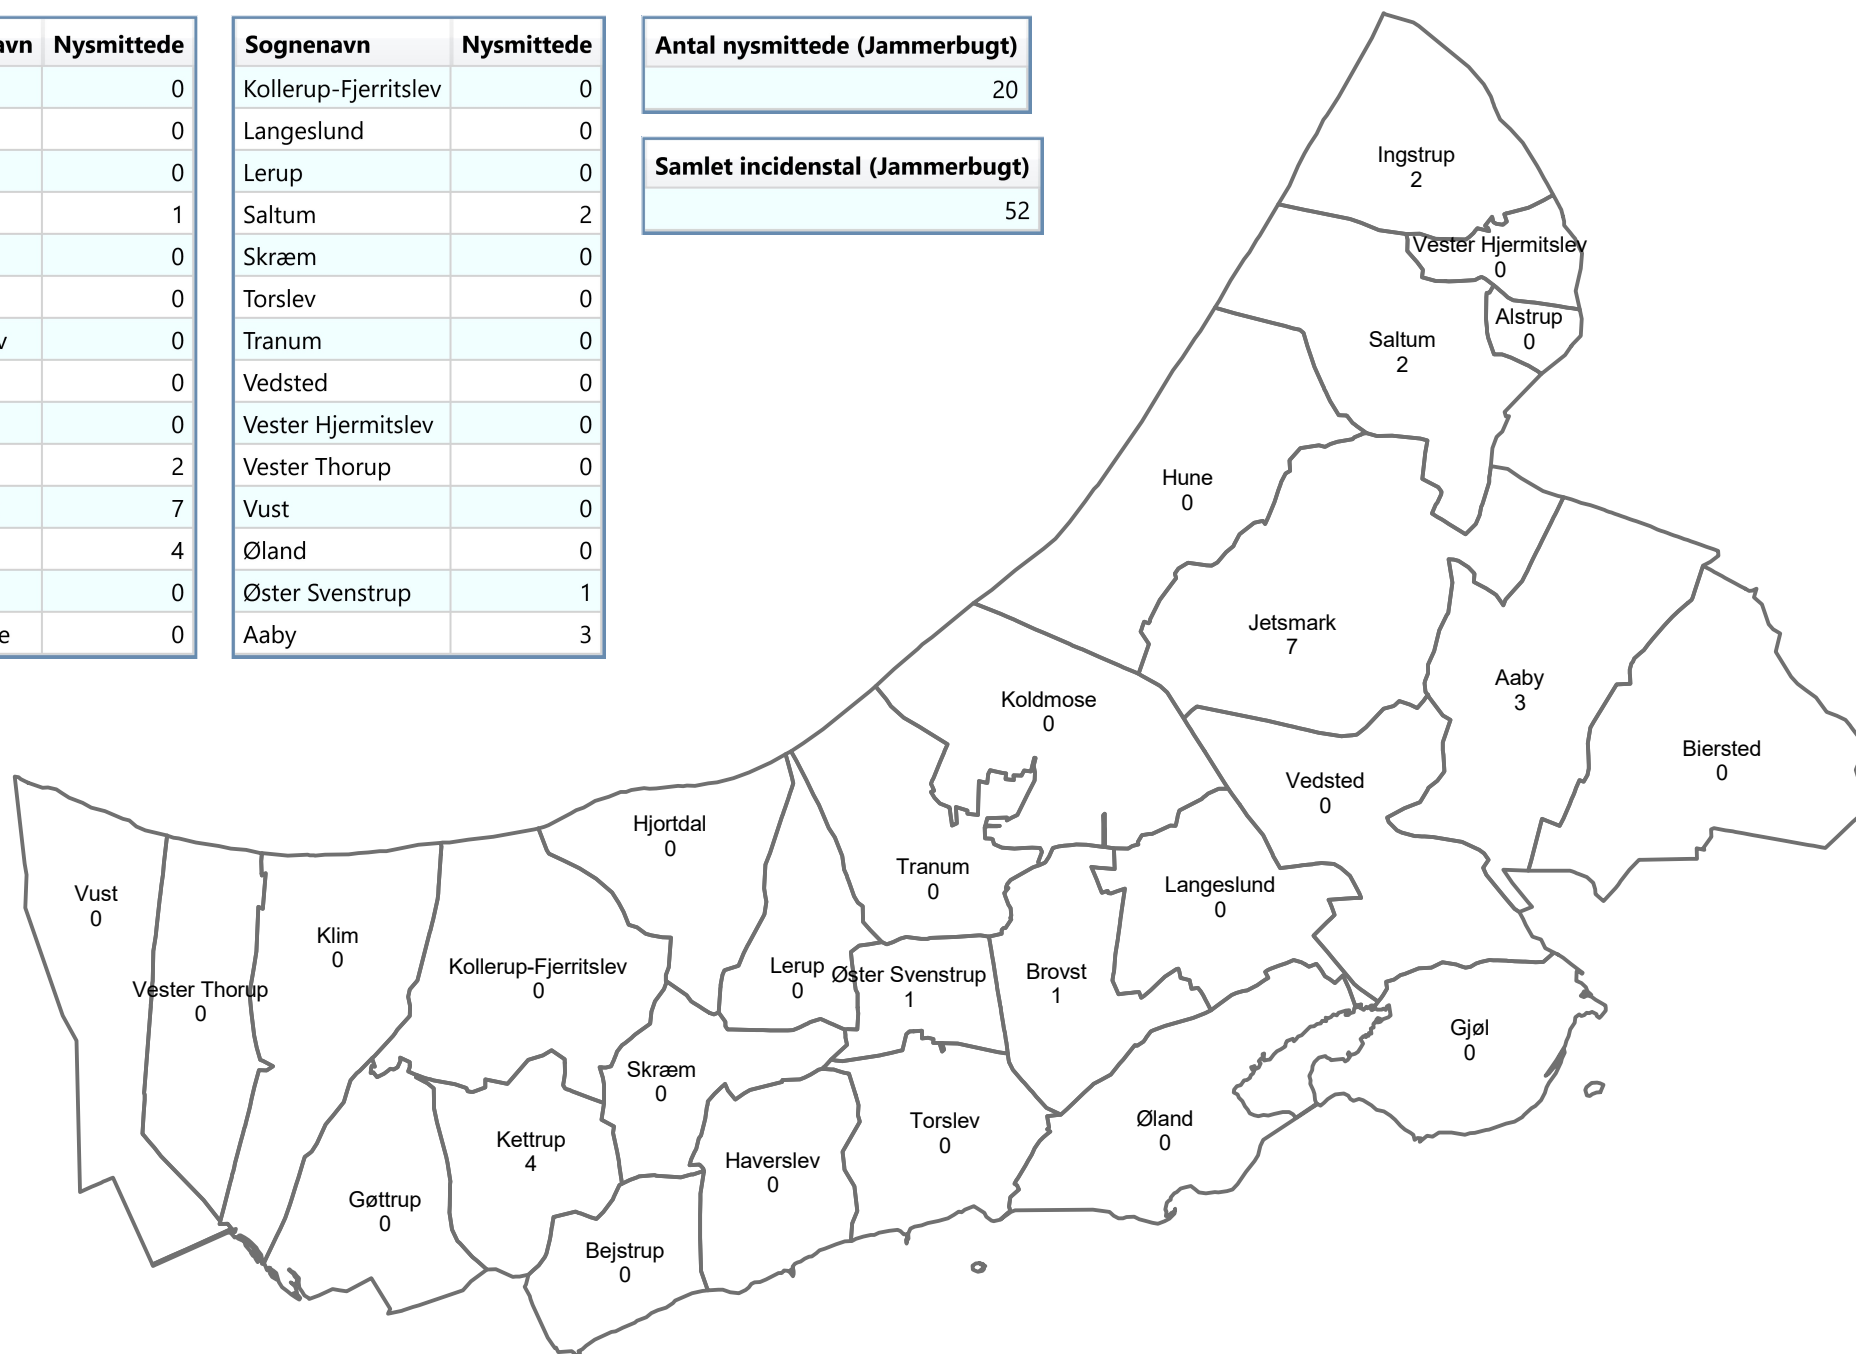 avn Nysmittede
0
0
0
1
0
0
v 0
0
0
2
7
4
0
e 0
Sognenavn Nysmittede
Kollerup-Fjerritslev 0
Langeslund 0
Lerup 0
Saltum 2
Skræm 0
Torslev 0
Tranum 0
Vedsted 0
Vester Hjermitslev 0
Vester Thorup 0
Vust 0
Øland 0
Øster Svenstrup 1
Aaby 3
Antal nysmittede (Jammerbugt)
20
Samlet incidenstal (Jammerbugt)
52
Ingstrup
2
Vester Hjermitslev
0
Alstrup
0
Saltum
2
Hune
0
Jetsmark
7
Aaby
3
Koldmose
0
Biersted
0
Vedsted
0
Hjortdal
0
Tranum
0
Langeslund
0
Vust
0
Klim
0
Kollerup-Fjerritslev
0
Lerup
0
Øster Svenstrup
1
Brovst
1
Vester Thorup
0
Gjøl
0
Skræm
0
Torslev
0
Øland
0
Kettrup
4
Haverslev
0
Gøttrup
0
Bejstrup
0